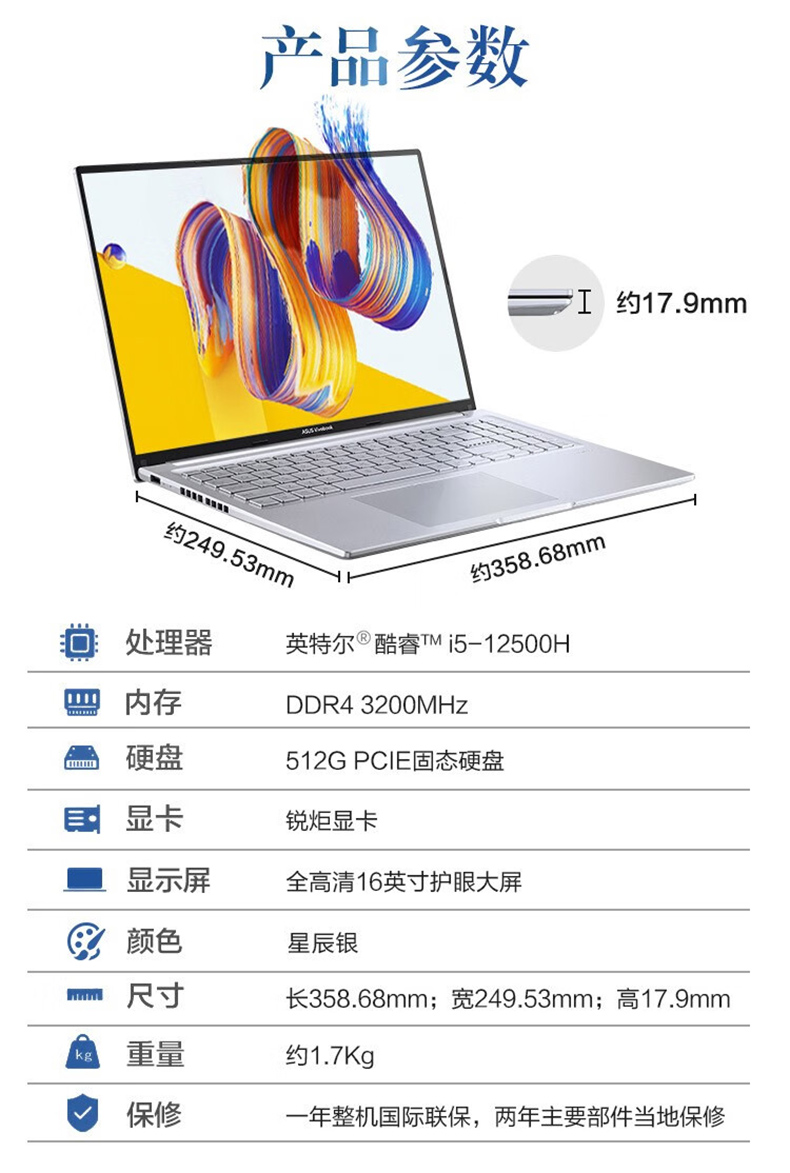 产品参数
约17.9mm
ASUS Vivobook
约249.53mm
约358.68mm
处理器 英特尔®酷睿™ i5-12500H
内存 DDR4 3200MHz
硬盘 512G PCIE固态硬盘
显卡 锐炬显卡
显示屏 全高清16英寸护眼大屏
颜色 星辰银
尺寸 长358.68mm；宽249.53mm；高17.9mm
kg 重量 约1.7Kg
保修 一年整机国际联保，两年主要部件当地保修